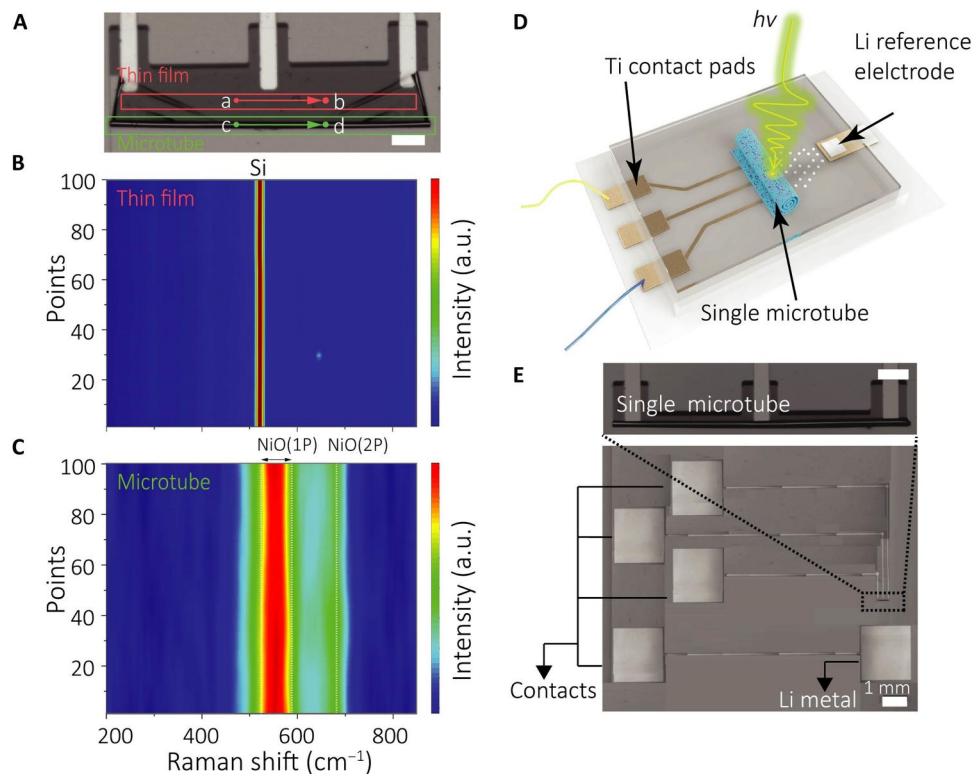 A
Thin film
a
b
c
d
Microtube
B
Si
Thin film
100
80
60
40
20
Points
Intensity (a.u.)
C
NiO(1P)
NiO(2P)
Microtube
100
80
60
40
20
Points
Intensity (a.u.)
200
400
600
800
Raman shift (cm⁻¹)
D
hv
Ti contact pads
Li reference
elelctrode
Single microtube
E
Single microtube
Contacts
Li metal
1 mm